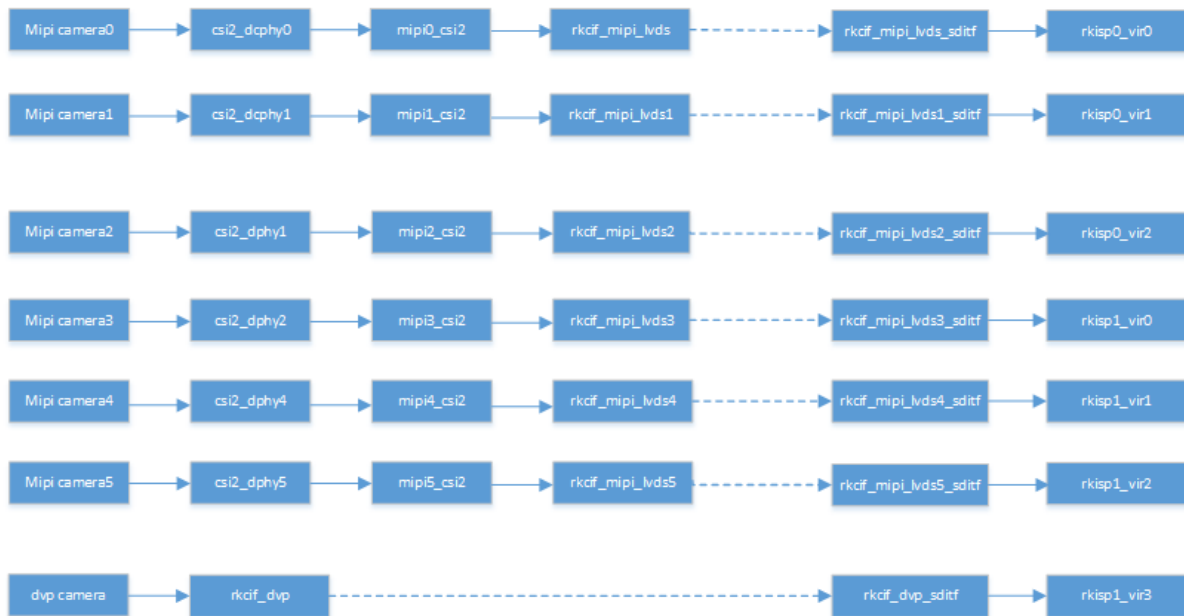 Mipi camera0 csi2_dcphy0 mipi0_csi2 rkcif_mipi_lvds rkcif_mipi_lvds_sditf rkisp0_vir0
Mipi camera1 csi2_dcphy1 mipi1_csi2 rkcif_mipi_lvds1 rkcif_mipi_lvds1_sditf rkisp0_vir1
Mipi camera2 csi2_dphy1 mipi2_csi2 rkcif_mipi_lvds2 rkcif_mipi_lvds2_sditf rkisp0_vir2
Mipi camera3 csi2_dphy2 mipi3_csi2 rkcif_mipi_lvds3 rkcif_mipi_lvds3_sditf rkisp1_vir0
Mipi camera4 csi2_dphy4 mipi4_csi2 rkcif_mipi_lvds4 rkcif_mipi_lvds4_sditf rkisp1_vir1
Mipi camera5 csi2_dphy5 mipi5_csi2 rkcif_mipi_lvds5 rkcif_mipi_lvds5_sditf rkisp1_vir2
dvp camera rkcif_dvp rkcif_dvp_sditf rkisp1_vir3